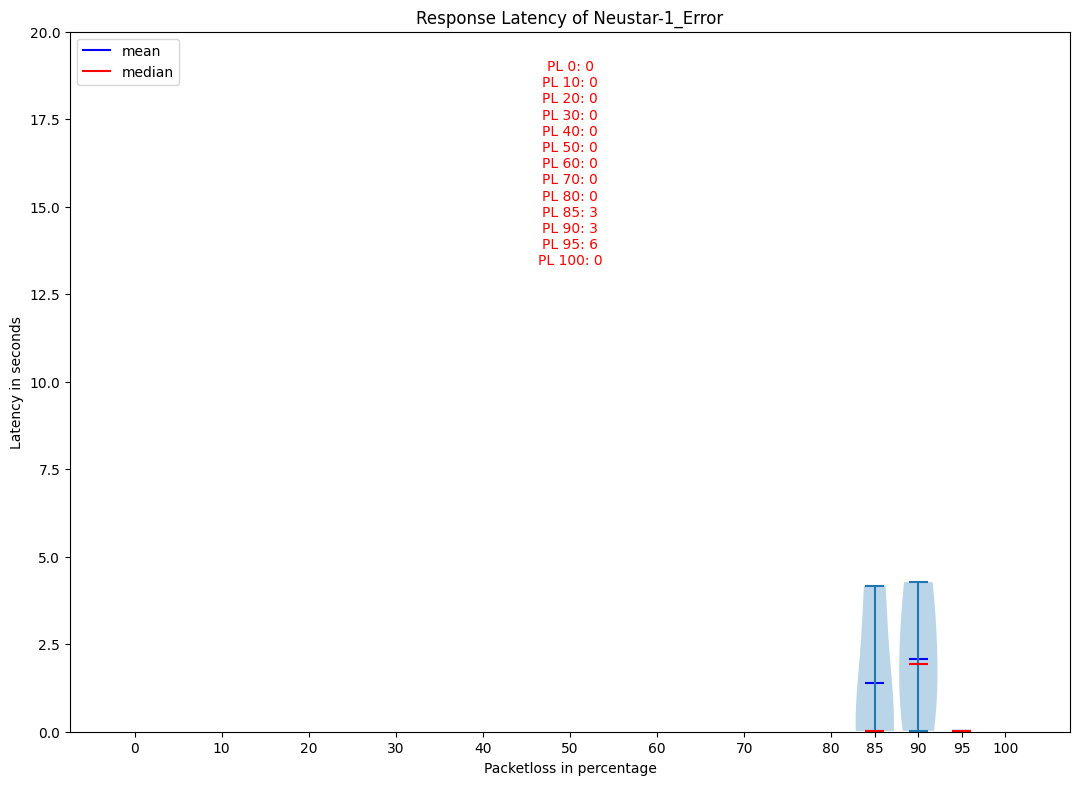 Response Latency of Neustar-1_Error
20.0
mean
median
PL 0: 0
PL 10: 0
PL 20: 0
PL 30: 0
PL 40: 0
PL 50: 0
PL 60: 0
PL 70: 0
PL 80: 0
PL 85: 3
PL 90: 3
PL 95: 6
PL 100: 0
17.5
15.0
12.5
10.0
7.5
5.0
2.5
0.0
Latency in seconds
0 10 20 30 40 50 60 70 80 85 90 95 100
Packetloss in percentage